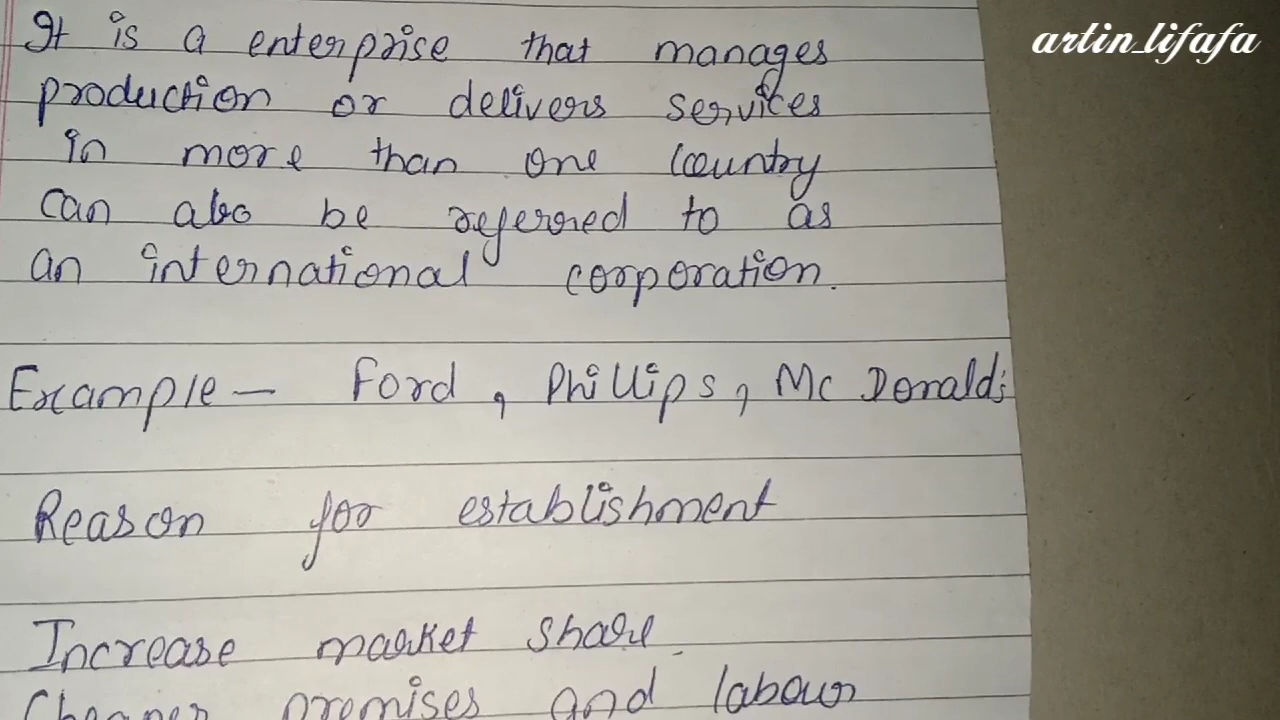 It is a enterprise that manages
artin_lifafa
production or delivers services
in more than one country
can also be referred to as
an international corporation.
Example - Ford, Phillips, Mc Donald's
Reason for establishment
Increase market share.
Cheaper premises and labour